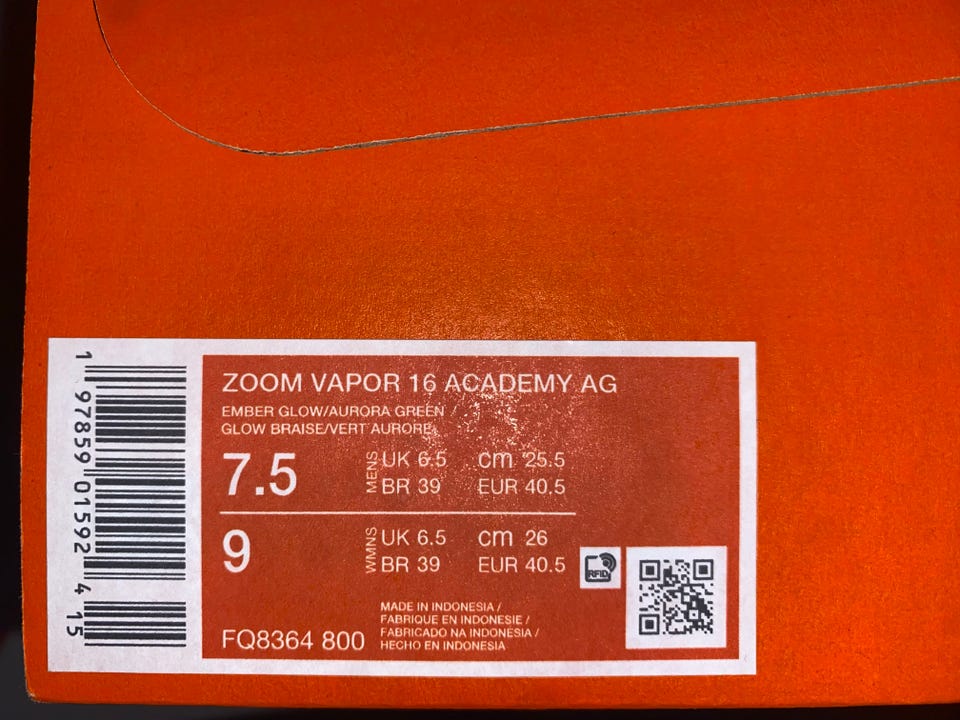 ZOOM VAPOR 16 ACADEMY AG
EMBER GLOW/AURORA GREEN /
GLOW BRAISE/VERT AURORE
7.5 MENS UK 6.5 cm 25.5
BR 39 EUR 40.5
9 WMNS UK 6.5 cm 26
BR 39 EUR 40.5
RFID
MADE IN INDONESIA /
FABRIQUE EN INDONESIE /
FABRICADO NA INDONESIA /
HECHO EN INDONESIA
FQ8364 800
1 97859 01592 4 15